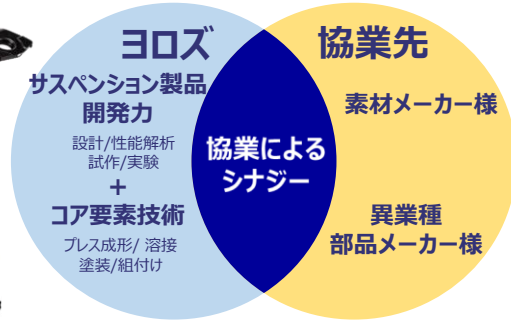 ヨロズ
サスペンション製品
開発力
設計/性能解析
試作/実験
+
コア要素技術
プレス成形/ 溶接
塗装/組付け
協業による
シナジー
協業先
素材メーカー様
異業種
部品メーカー様